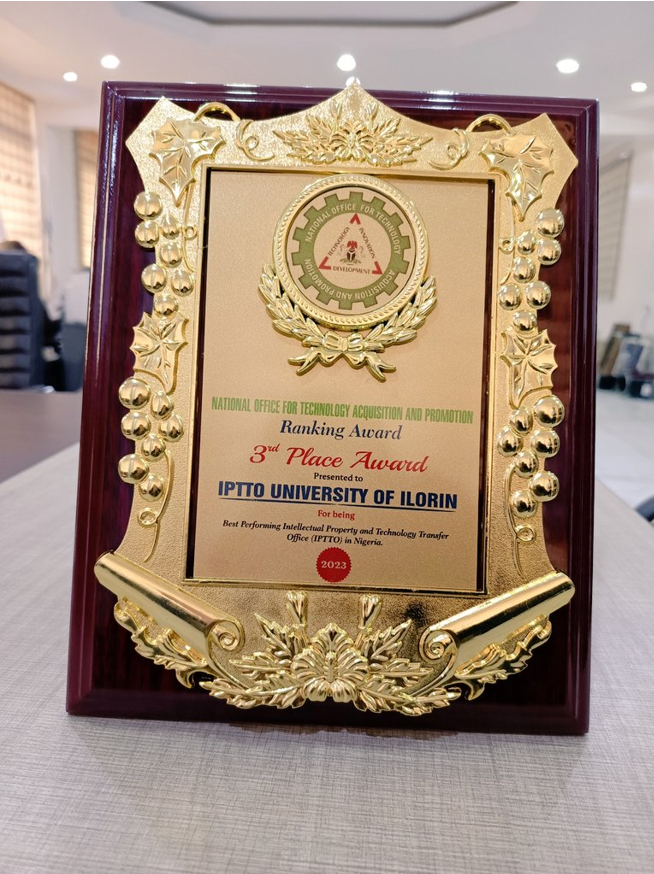 NATIONAL OFFICE FOR TECHNOLOGY
ACQUISITION AND PROMOTION
TECHNOLOGY
ACQUISITION
DEVELOPMENT
NATIONAL OFFICE FOR TECHNOLOGY ACQUISITION AND PROMOTION
Ranking Award
3rd Place Award
Presented to
IPTTO UNIVERSITY OF ILORIN
For being
Best Performing Intellectual Property and Technology Transfer
Office (IPTTO) in Nigeria.
2023